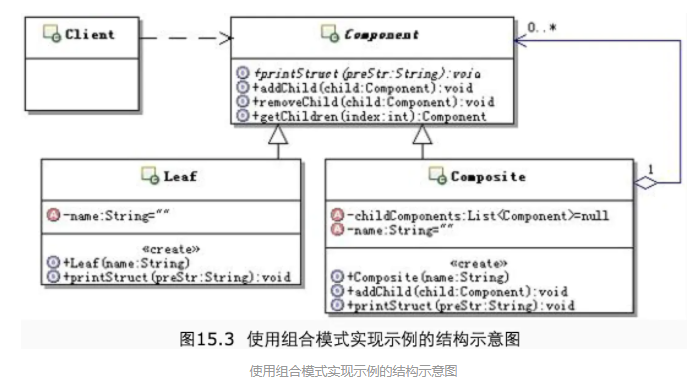 Client
Component
+printStruct(preStr:String):void
+addChild(child:Component):void
+removeChild(child:Component):void
+getChildren(index:int):Component
0..*
1
Leaf
-name:String=""
«create»
+Leaf(name:String)
+printStruct(preStr:String):void
Composite
-childComponents:List<Component>=null
-name:String=""
«create»
+Composite(name:String)
+addChild(child:Component):void
+printStruct(preStr:String):void
图15.3 使用组合模式实现示例的结构示意图
使用组合模式实现示例的结构示意图